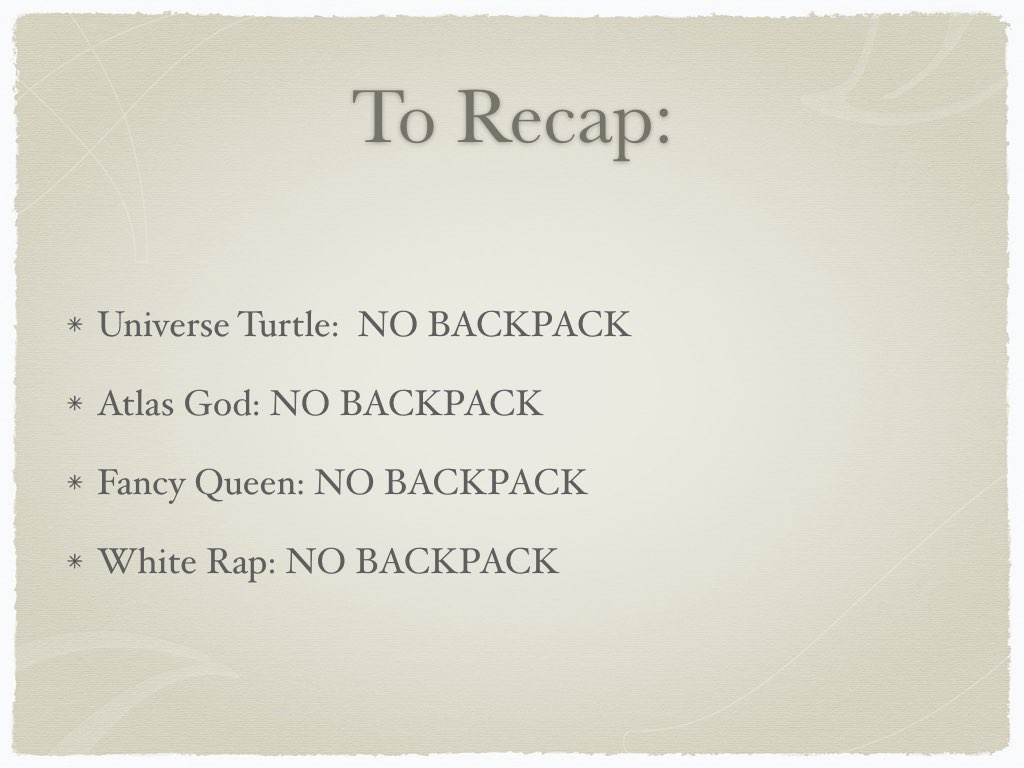 To Recap:
Universe Turtle:  NO BACKPACK
Atlas God: NO BACKPACK
Fancy Queen: NO BACKPACK
White Rap: NO BACKPACK